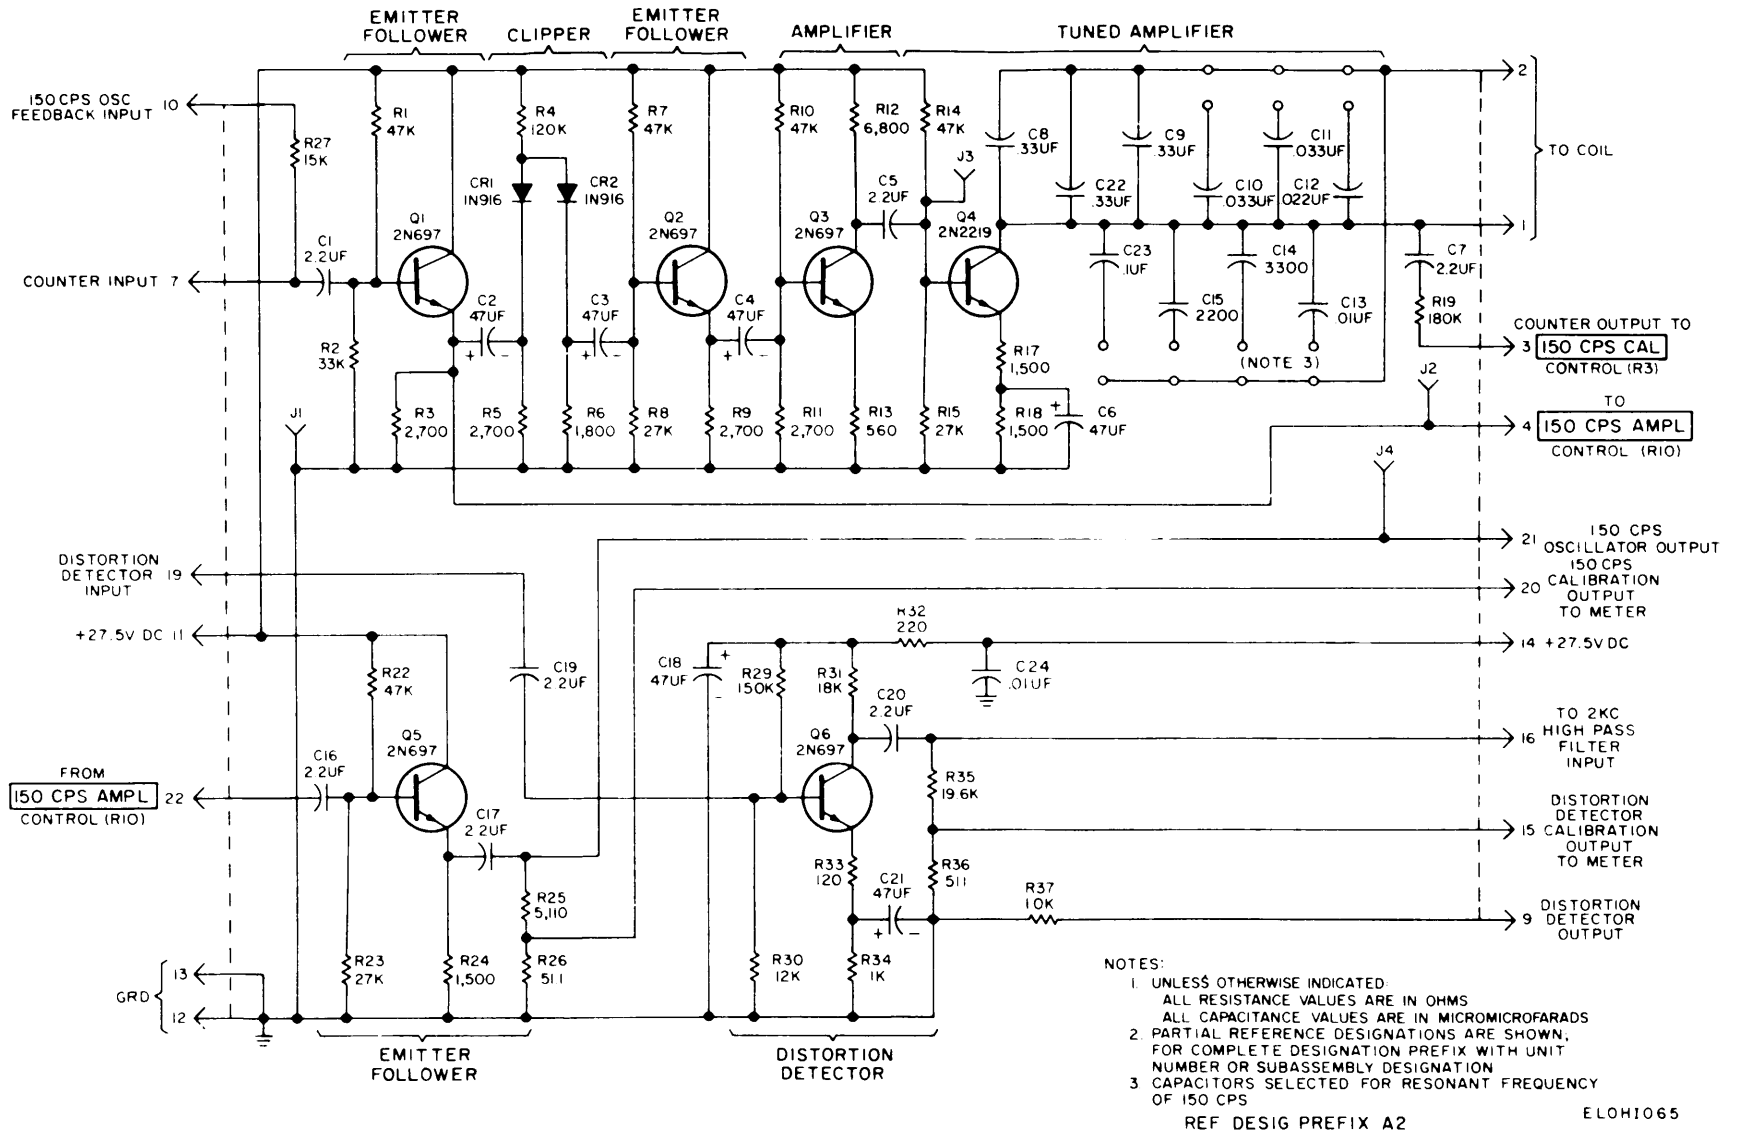 EMITTER
FOLLOWER
CLIPPER
EMITTER
FOLLOWER
AMPLIFIER
TUNED AMPLIFIER
150 CPS OSC
FEEDBACK INPUT 10
R27
15K
R1
47K
R4
120K
R7
47K
R10
47K
R12
6,800
R14
47K
J3
C8
.33UF
C9
.33UF
C11
.033UF
2
TO COIL
CR1
1N916
CR2
1N916
C5
2.2UF
C22
.33UF
C10
.033UF
C12
.022UF
Q1
2N697
Q2
2N697
Q3
2N697
Q4
2N2219
1
C1
2.2UF
C23
.1UF
C14
3300
C7
2.2UF
COUNTER INPUT 7
C2
47UF
+ -
C3
47UF
+ -
C4
47UF
+ -
C15
2200
C13
.01UF
R19
180K
R2
33K
R17
1,500
(NOTE 3)
COUNTER OUTPUT TO
3 150 CPS CAL
CONTROL (R3)
J1
R3
2,700
R5
2,700
R6
1,800
R8
27K
R9
2,700
R11
2,700
R13
560
R15
27K
R18
1,500
+
C6
47UF
J2
TO
4 150 CPS AMPL
CONTROL (R10)
J4
21 150 CPS
OSCILLATOR OUTPUT
DISTORTION
DETECTOR 19
INPUT
150 CPS
CALIBRATION
20 OUTPUT
TO METER
+27.5V DC 11
R32
220
14 +27.5V DC
R22
47K
C19
2.2UF
C18
47UF
+
-
R29
150K
R31
18K
C24
.01UF
C20
2.2UF
Q5
2N697
Q6
2N697
TO 2KC
16 HIGH PASS
FILTER
INPUT
C16
2.2UF
FROM
150 CPS AMPL 22
CONTROL (R10)
R35
19.6K
C17
2.2UF
DISTORTION
DETECTOR
15 CALIBRATION
OUTPUT
TO METER
R33
120
C21
47UF
+ -
R36
511
R37
10K
R25
5,110
9 DISTORTION
DETECTOR
OUTPUT
R23
27K
R24
1,500
R26
511
R30
12K
R34
1K
GRD
13
12
EMITTER
FOLLOWER
DISTORTION
DETECTOR
NOTES:
1. UNLESS OTHERWISE INDICATED:
ALL RESISTANCE VALUES ARE IN OHMS
ALL CAPACITANCE VALUES ARE IN MICROMICROFARADS
2. PARTIAL REFERENCE DESIGNATIONS ARE SHOWN;
FOR COMPLETE DESIGNATION PREFIX WITH UNIT
NUMBER OR SUBASSEMBLY DESIGNATION
3 CAPACITORS SELECTED FOR RESONANT FREQUENCY
OF 150 CPS
REF DESIG PREFIX A2
ELOHI065